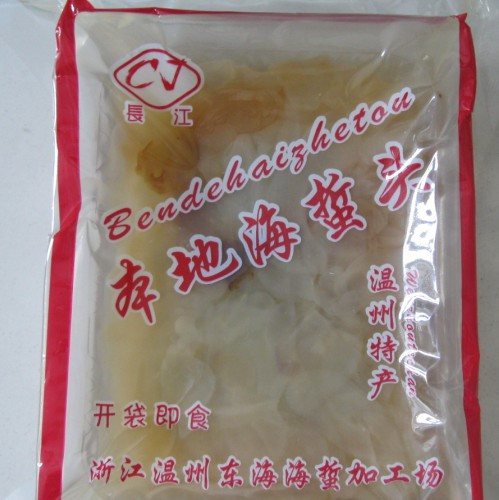 CJ
長江
Bendehaizhetou
本地海蜇头
温州特产
开袋即食
浙江温州东海海蜇加工场